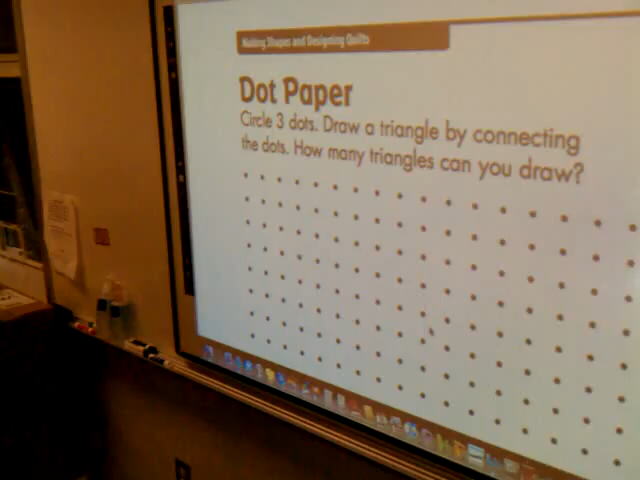 Making Shapes and Designing Quilts
Dot Paper
Circle 3 dots. Draw a triangle by connecting
the dots. How many triangles can you draw?